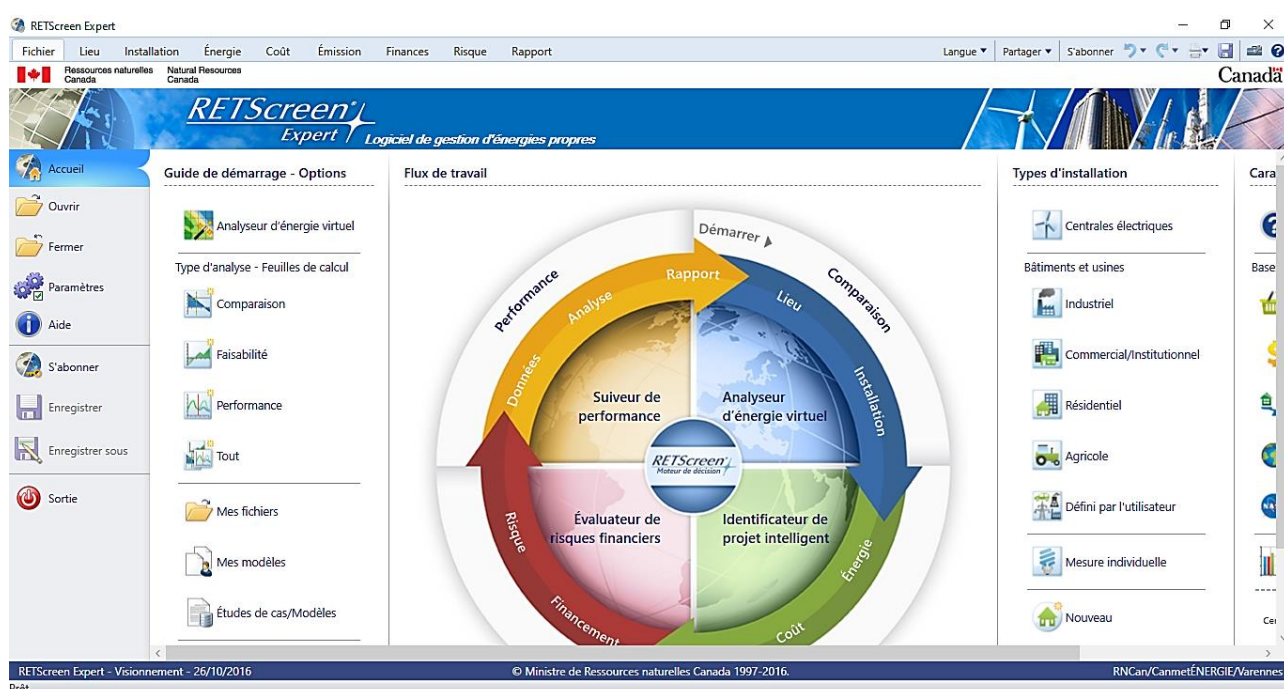 RETScreen Expert
Fichier Lieu Installation Énergie Coût Émission Finances Risque Rapport Langue Partager S'abonner
Ressources naturelles Canada
Natural Resources Canada
Canada
RETScreen
Expert
Logiciel de gestion d'énergies propres
Accueil
Ouvrir
Fermer
Paramètres
Aide
S'abonner
Enregistrer
Enregistrer sous
Sortie
Guide de démarrage - Options
Analyseur d'énergie virtuel
Type d'analyse - Feuilles de calcul
Comparaison
Faisabilité
Performance
Tout
Mes fichiers
Mes modèles
Études de cas/Modèles
Flux de travail
Démarrer
Performance
Comparaison
Données
Analyse
Rapport
Lieu
Installation
Énergie
Coût
Financement
Risque
Suiveur de
performance
Analyseur
d'énergie virtuel
RETScreen
Moteur de décision
Évaluateur de
risques financiers
Identificateur de
projet intelligent
Types d'installation
Centrales électriques
Bâtiments et usines
Industriel
Commercial/Institutionnel
Résidentiel
Agricole
Défini par l'utilisateur
Mesure individuelle
Nouveau
Cara
Base
RETScreen Expert - Visionnement - 26/10/2016
© Ministre de Ressources naturelles Canada 1997-2016.
RNCan/CanmetÉNERGIE/Varennes